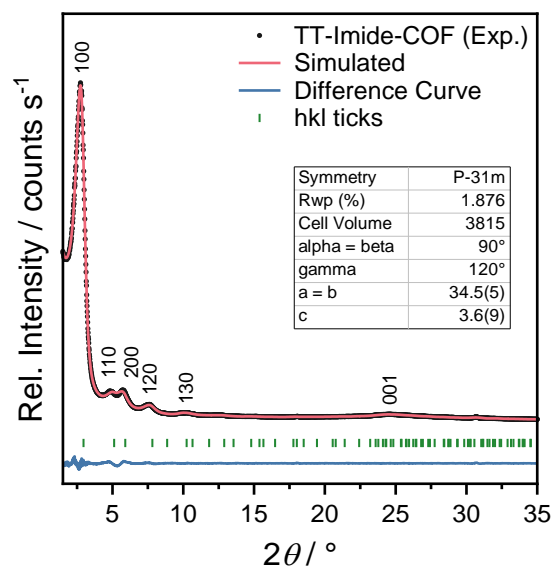 TT-Imide-COF (Exp.)
Simulated
Difference Curve
hkl ticks
100
110
200
120
130
001
Symmetry P-31m
Rwp (%) 1.876
Cell Volume 3815
alpha = beta 90°
gamma 120°
a = b 34.5(5)
c 3.6(9)
Rel. Intensity / counts s⁻¹
5 10 15 20 25 30 35
2θ / °